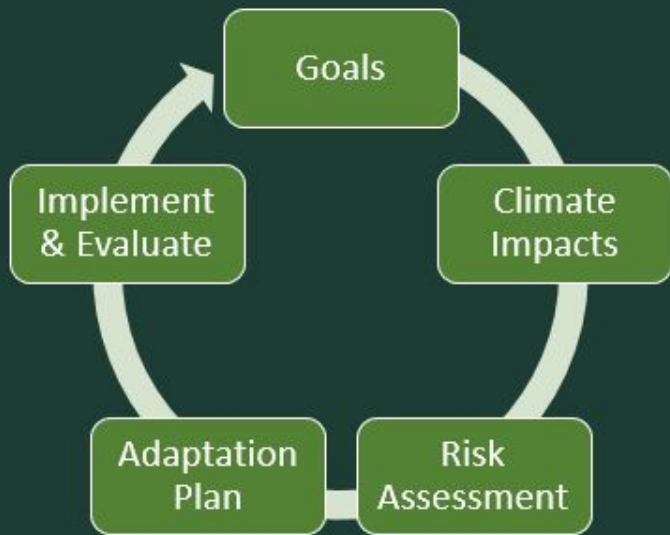 Goals
Climate
Impacts
Risk
Assessment
Adaptation
Plan
Implement
& Evaluate